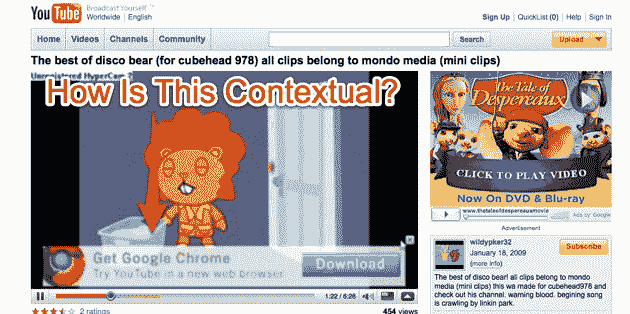 YouTube Broadcast Yourself ™
Worldwide | English
Sign Up | QuickList (0) | Help | Sign In
Home Videos Channels Community Search Upload
The best of disco bear (for cubehead 978) all clips belong to mondo media (mini clips)
Unregistered HyperCam 2
How Is This Contextual?
Get Google Chrome
Try YouTube in a new web browser
Download
1:22 / 6:26
2 ratings
454 views
The Tale of
Despereaux
CLICK TO PLAY VIDEO
Now On DVD & Blu-ray
www.thetaleofdespereauxmovie
Ads by Google
Advertisement
wildypker32
January 18, 2009
(more info)
Subscribe
The best of disco bear! all clips belong to mondo
media (mini clips) this wa made for cubehead978 and
check out his channel. warning blood. begining song
is crawling by linkin park.